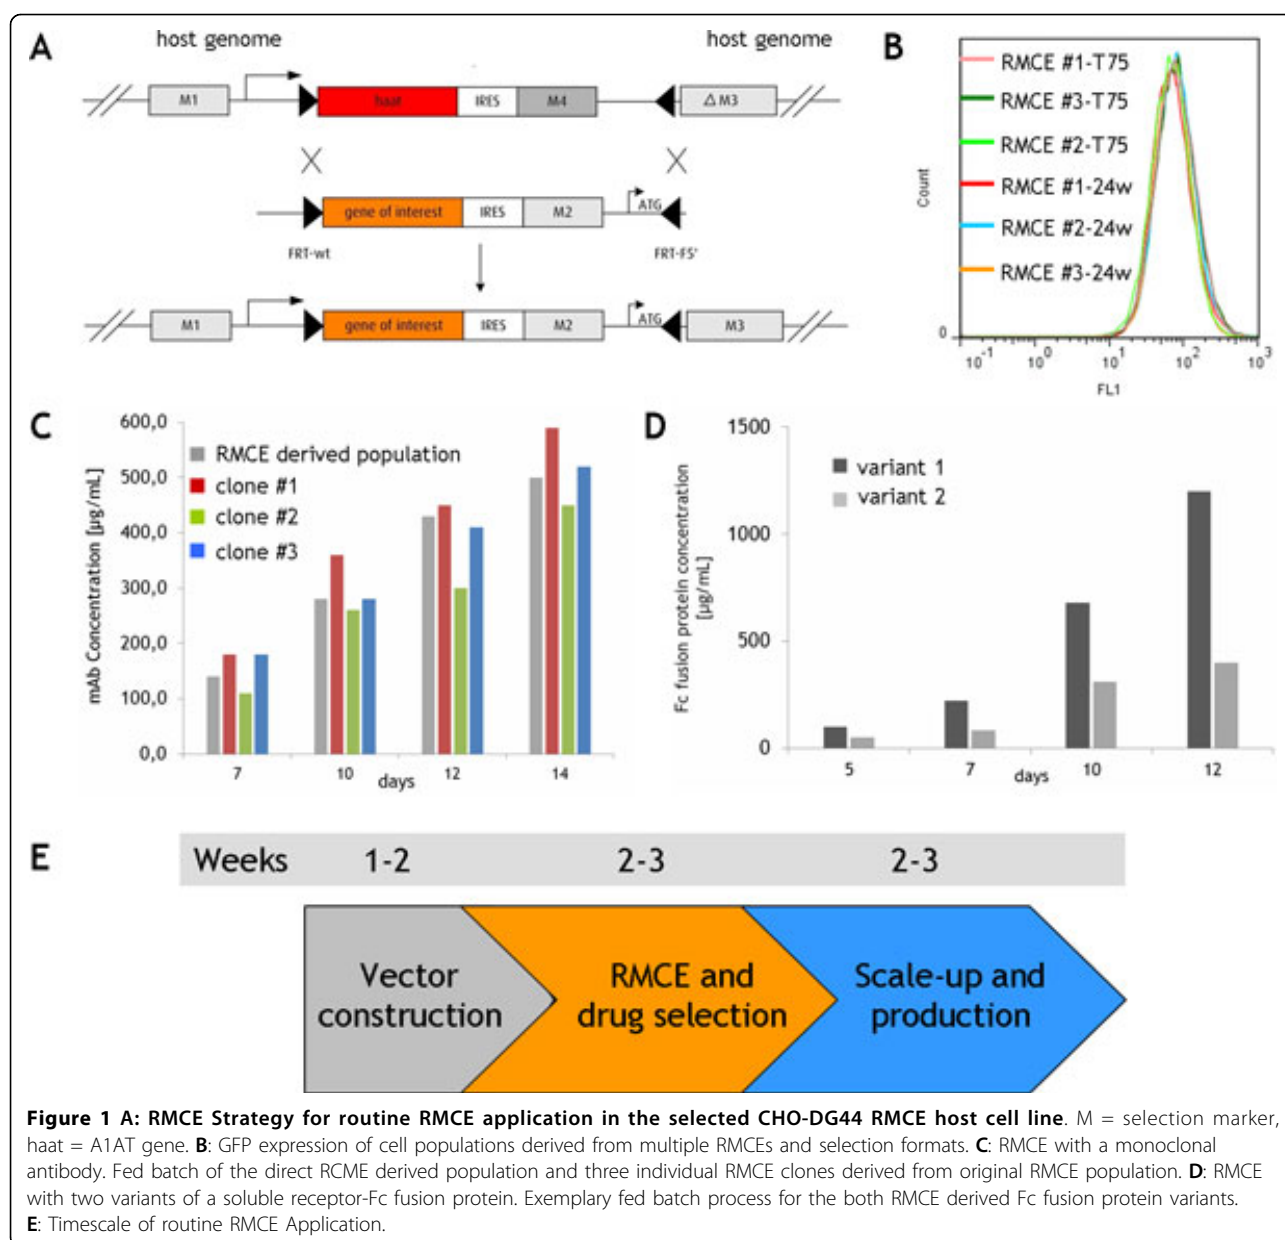 A
host genome
host genome
M1
haat
IRES
M4
Δ M3
gene of interest
IRES
M2
ATG
FRT-wt
FRT-F5'
M1
gene of interest
IRES
M2
ATG
M3
B
RMCE #1-T75
RMCE #3-T75
RMCE #2-T75
RMCE #1-24w
RMCE #2-24w
RMCE #3-24w
Count
0
10-1
100
101
102
103
FL1
C
600,0
500,0
400,0
300,0
200,0
100,0
0,0
mAb Concentration [µg/mL]
RMCE derived population
clone #1
clone #2
clone #3
7
10
12
14
days
D
1500
1000
500
0
Fc fusion protein concentration
[µg/mL]
variant 1
variant 2
5
7
10
12
days
E
Weeks 1-2 2-3 2-3
Vector
construction
RMCE and
drug selection
Scale-up and
production
Figure 1 A: RMCE Strategy for routine RMCE application in the selected CHO-DG44 RMCE host cell line. M = selection marker,
haat = A1AT gene. B: GFP expression of cell populations derived from multiple RMCEs and selection formats. C: RMCE with a monoclonal
antibody. Fed batch of the direct RCME derived population and three individual RMCE clones derived from original RMCE population. D: RMCE
with two variants of a soluble receptor-Fc fusion protein. Exemplary fed batch process for the both RMCE derived Fc fusion protein variants.
E: Timescale of routine RMCE Application.